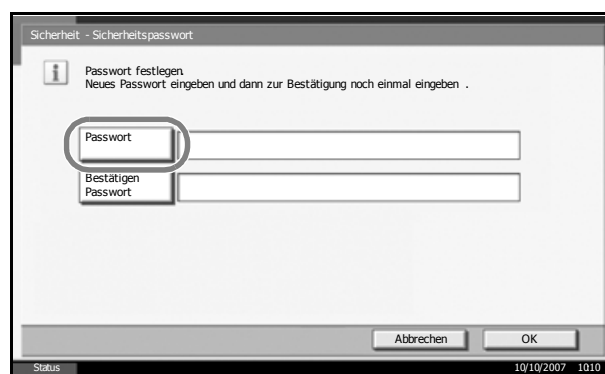 Sicherheit - Sicherheitspasswort
Passwort festlegen.
Neues Passwort eingeben und dann zur Bestätigung noch einmal eingeben .
Passwort
Bestätigen
Passwort
Abbrechen
OK
Status
10/10/2007 10:10